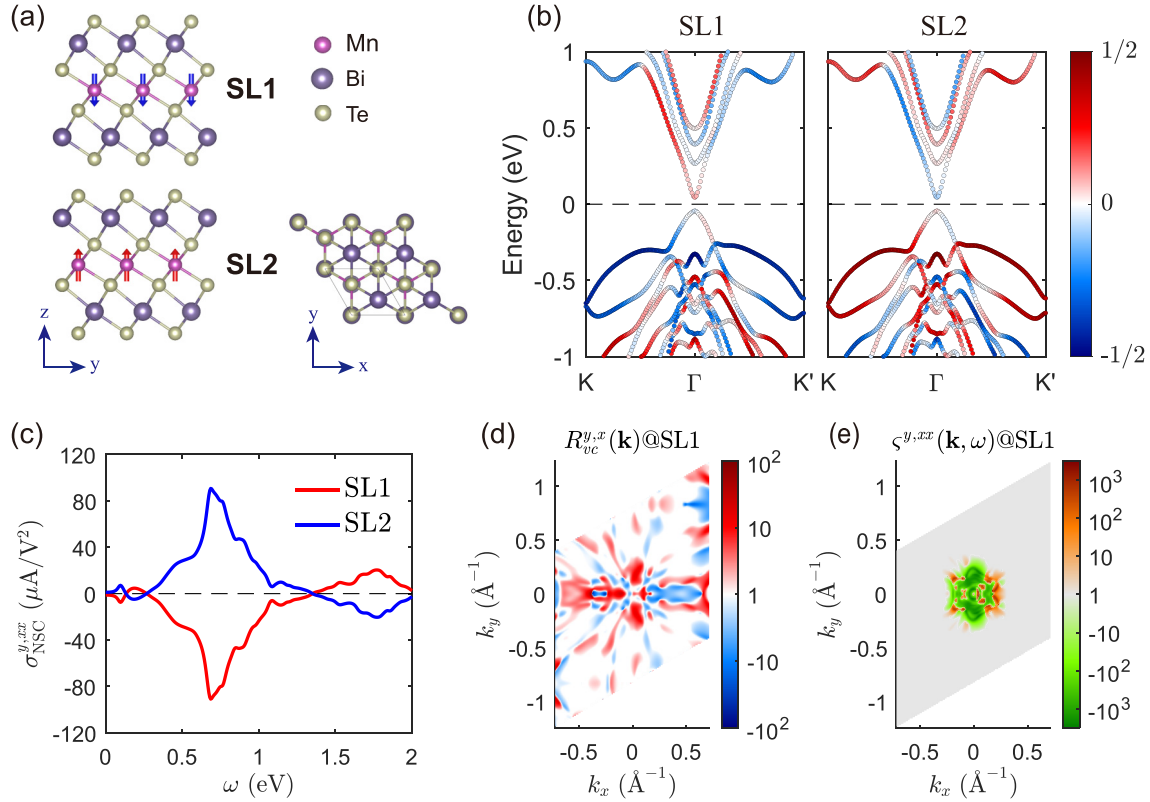 (a)
SL1
SL2
Mn
Bi
Te
z
y
y
x
(b)
SL1
SL2
Energy (eV)
1
0.5
0
-0.5
-1
K
Γ
K'
K
Γ
K'
1/2
0
-1/2
(c)
σ^{y,xx}_{NSC} (μA/V²)
120
80
40
0
-40
-80
-120
0
0.5
1
1.5
2
ω (eV)
SL1
SL2
(d)
R^{y,x}_{vc}(𝐤)@SL1
k_y (Å⁻¹)
1
0.5
0
-0.5
-1
-0.5
0
0.5
k_x (Å⁻¹)
10²
10
1
-10
-10²
(e)
ς^{y,xx}(𝐤, ω)@SL1
k_y (Å⁻¹)
1
0.5
0
-0.5
-1
-0.5
0
0.5
k_x (Å⁻¹)
10³
10²
10
1
-10
-10²
-10³